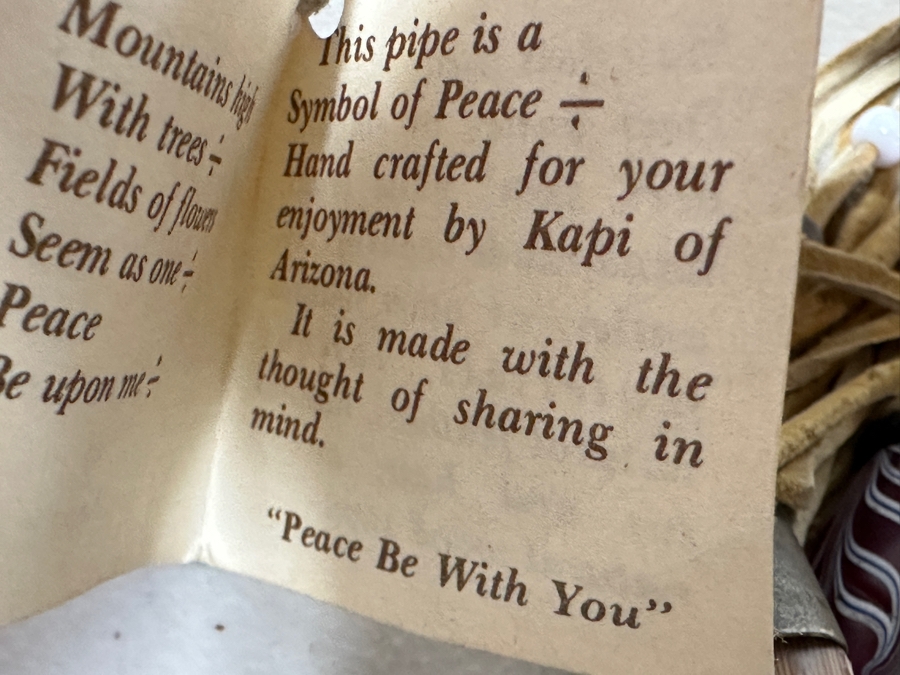 Mountains high
With trees ÷
Fields of flowers
Seem as one ÷
Peace
Be upon me ÷
This pipe is a
Symbol of Peace ÷
Hand crafted for your
enjoyment by Kapi of
Arizona.
It is made with the
thought of sharing in
mind.
“Peace Be With You”